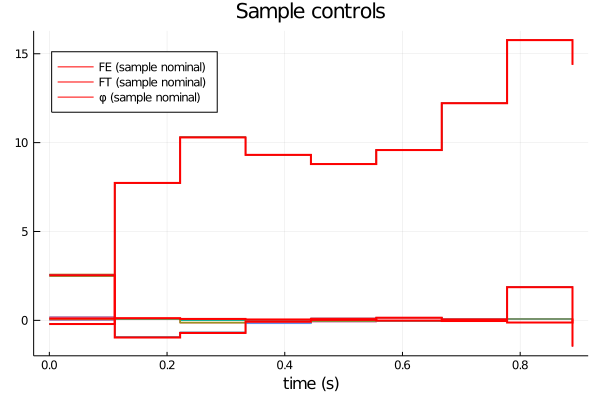 Sample controls
FE (sample nominal)
FT (sample nominal)
φ (sample nominal)
15
10
5
0
0.0 0.2 0.4 0.6 0.8
time (s)